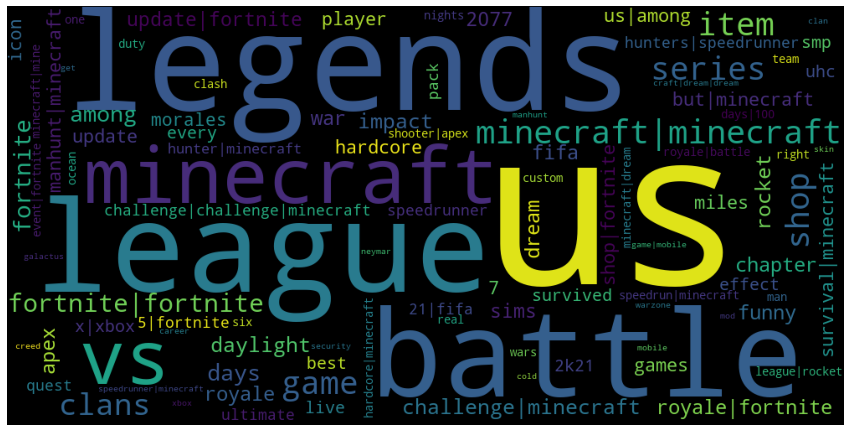 icon
one
update|fortnite
player
nights
2077
us|among
item
clan
smp
duty
legends
hunters|speedrunner
get
clash
pack
series
team
uhc
craft|dream|dream
event|fortnite
minecraft|mine
manhunt|minecraft
among
update
morales
every
war
impact
shooter|apex
hardcore
manhunt
but|minecraft
days|100
minecraft|minecraft
fortnite
ocean
hunter|minecraft
minecraft
fifa
us
royale|battle
right
skin
custom
challenge|challenge|minecraft
speedrunner
dream
shop|fortnite
minecraft|dream
miles
rocket
shop
survival|minecraft
league
neymar
game|mobile
galactus
7
survived
chapter
fortnite|fortnite
21|fifa
sims
speedrun|minecraft
effect
man
x|xbox
5|fortnite
six
real
warzone
mod
funny
apex
vs
career
security
battle
creed
daylight
best
wars
cold
2k21
mobile
games
league|rocket
quest
days
speedrunner|minecraft
xbox
royale
game
hardcore|minecraft
clans
ultimate
live
challenge|minecraft
royale|fortnite